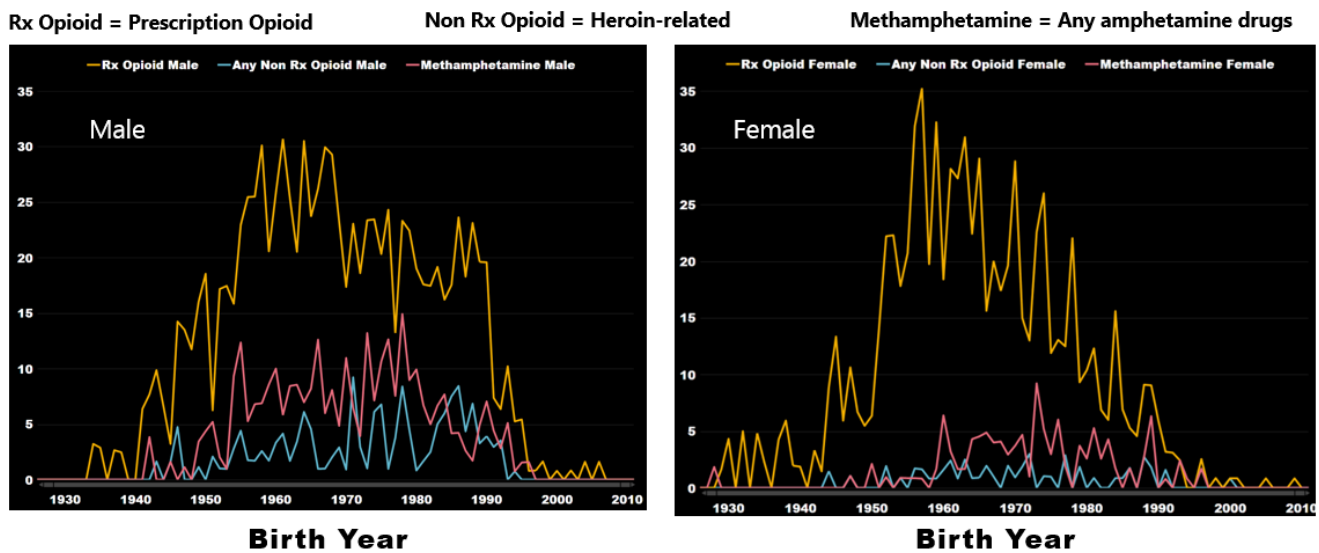 Rx Opioid = Prescription Opioid
Non Rx Opioid = Heroin-related
Methamphetamine = Any amphetamine drugs
Rx Opioid Male Any Non Rx Opioid Male Methamphetamine Male
35
Male
30
25
20
15
10
5
0
1930 1940 1950 1960 1970 1980 1990 2000 2010
Birth Year
Rx Opioid Female Any Non Rx Opioid Female Methamphetamine Female
35
Female
30
25
20
15
10
5
0
1930 1940 1950 1960 1970 1980 1990 2000 2010
Birth Year